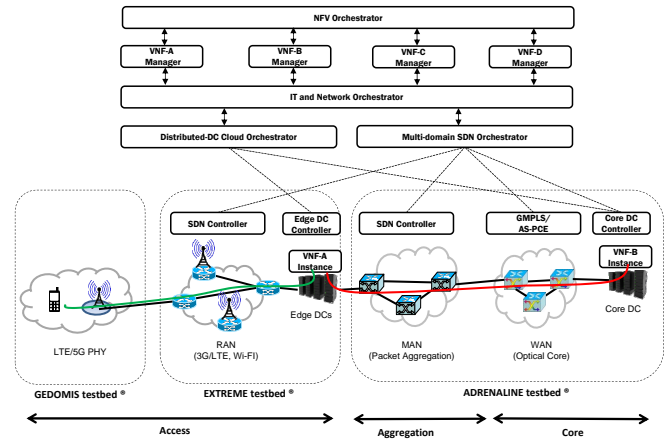 NFV Orchestrator
VNF-A
Manager
VNF-B
Manager
VNF-C
Manager
VNF-D
Manager
IT and Network Orchestrator
Distributed-DC Cloud Orchestrator
Multi-domain SDN Orchestrator
SDN Controller
Edge DC
Controller
SDN Controller
GMPLS/
AS-PCE
Core DC
Controller
VNF-A
Instance
VNF-B
Instance
LTE/5G PHY
RAN
(3G/LTE, Wi-FI)
Edge DCs
MAN
(Packet Aggregation)
WAN
(Optical Core)
Core DC
GEDOMIS testbed ®
EXTREME testbed ®
ADRENALINE testbed ®
Access
Aggregation
Core